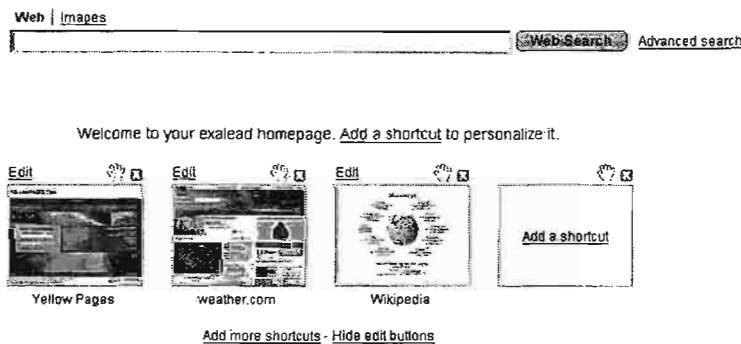 Web | Images
Web Search Advanced search
Welcome to your exalead homepage. Add a shortcut to personalize it.
Edit Edit Edit
Add a shortcut
Yellow Pages weather.com Wikipedia
Add more shortcuts - Hide edit buttons